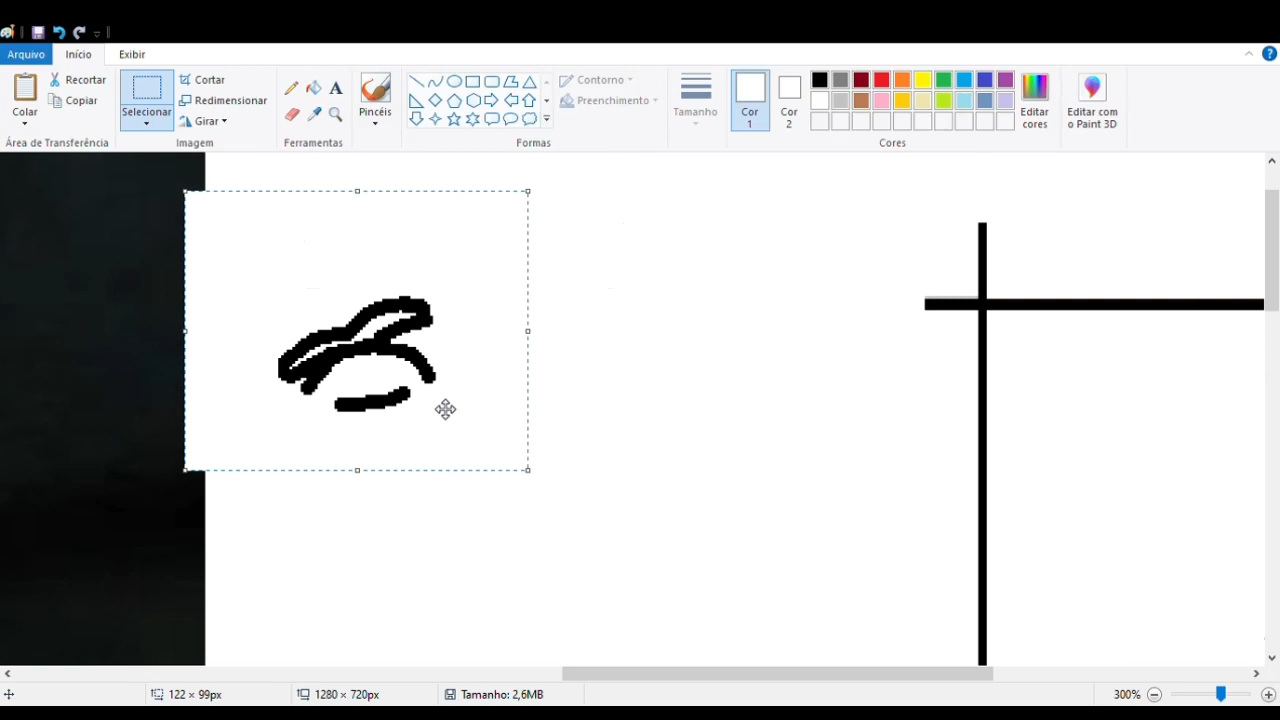 Arquivo Início Exibir
Colar
Recortar
Copiar
Área de Transferência
Selecionar
Cortar
Redimensionar
Girar
Imagem
A
Ferramentas
Pincéis
Formas
Contorno
Preenchimento
Tamanho
Cor 1
Cor 2
Cores
Editar cores
Editar com o Paint 3D
122 × 99px
1280 × 720px
Tamanho: 2,6MB
300%